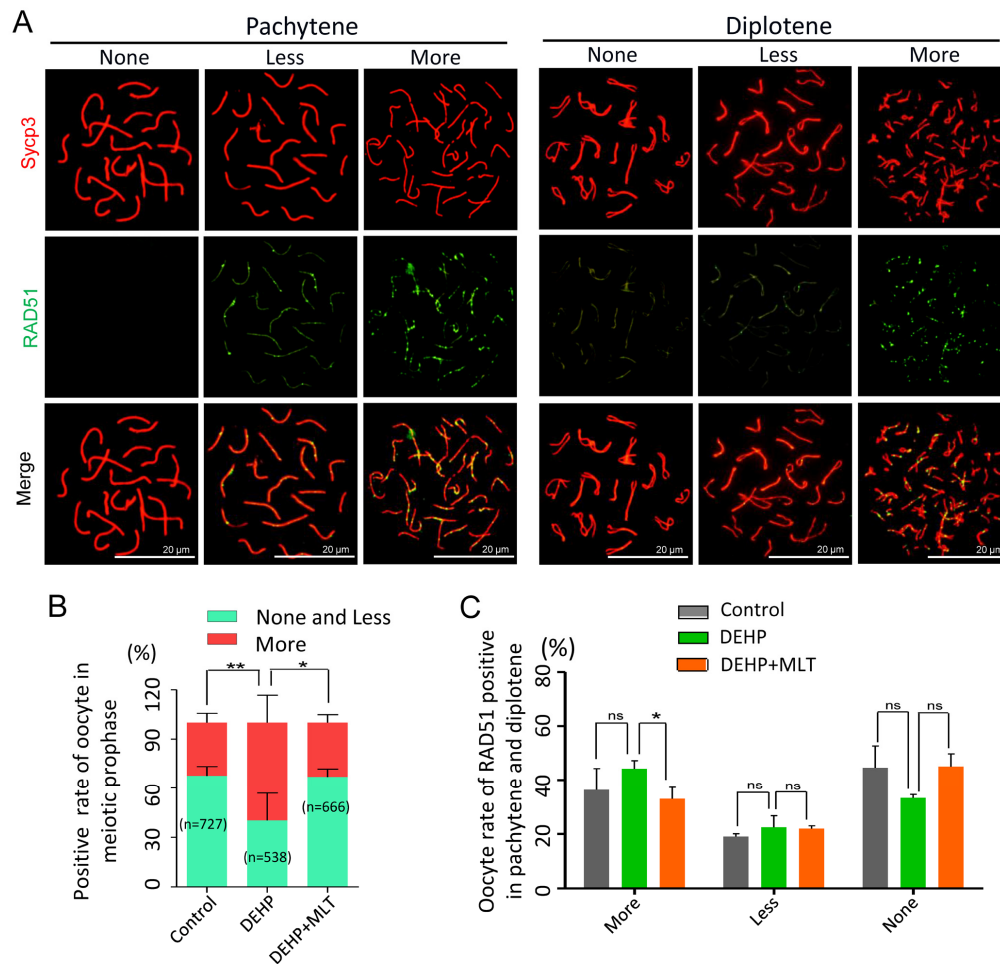 A
Pachytene
Diplotene
None
Less
More
None
Less
More
Sycp3
RAD51
Merge
20 μm
20 μm
20 μm
20 μm
20 μm
20 μm
B
None and Less
More
(%)
Positive rate of oocyte in
meiotic prophase
120
90
60
30
0
**
*
(n=727)
(n=538)
(n=666)
Control
DEHP
DEHP+MLT
C
Control
DEHP
DEHP+MLT
(%)
Oocyte rate of RAD51 positive
in pachytene and diplotene
80
60
40
20
0
ns
*
ns
ns
ns
ns
More
Less
None